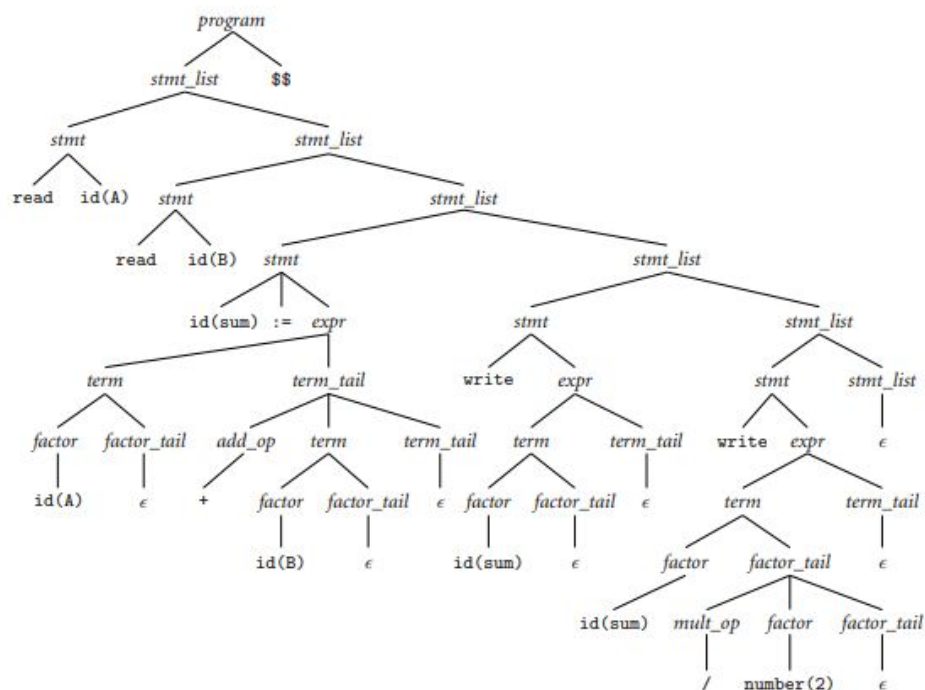 program
stmt_list $$
stmt stmt_list
read id(A) stmt stmt_list
read id(B) stmt stmt_list
id(sum) := expr stmt stmt_list
term term_tail write expr stmt stmt_list
factor factor_tail add_op term term_tail term term_tail write expr ϵ
id(A) ϵ + factor factor_tail ϵ factor factor_tail ϵ term term_tail
id(B) ϵ id(sum) ϵ factor factor_tail ϵ
id(sum) mult_op factor factor_tail
/ number(2) ϵ